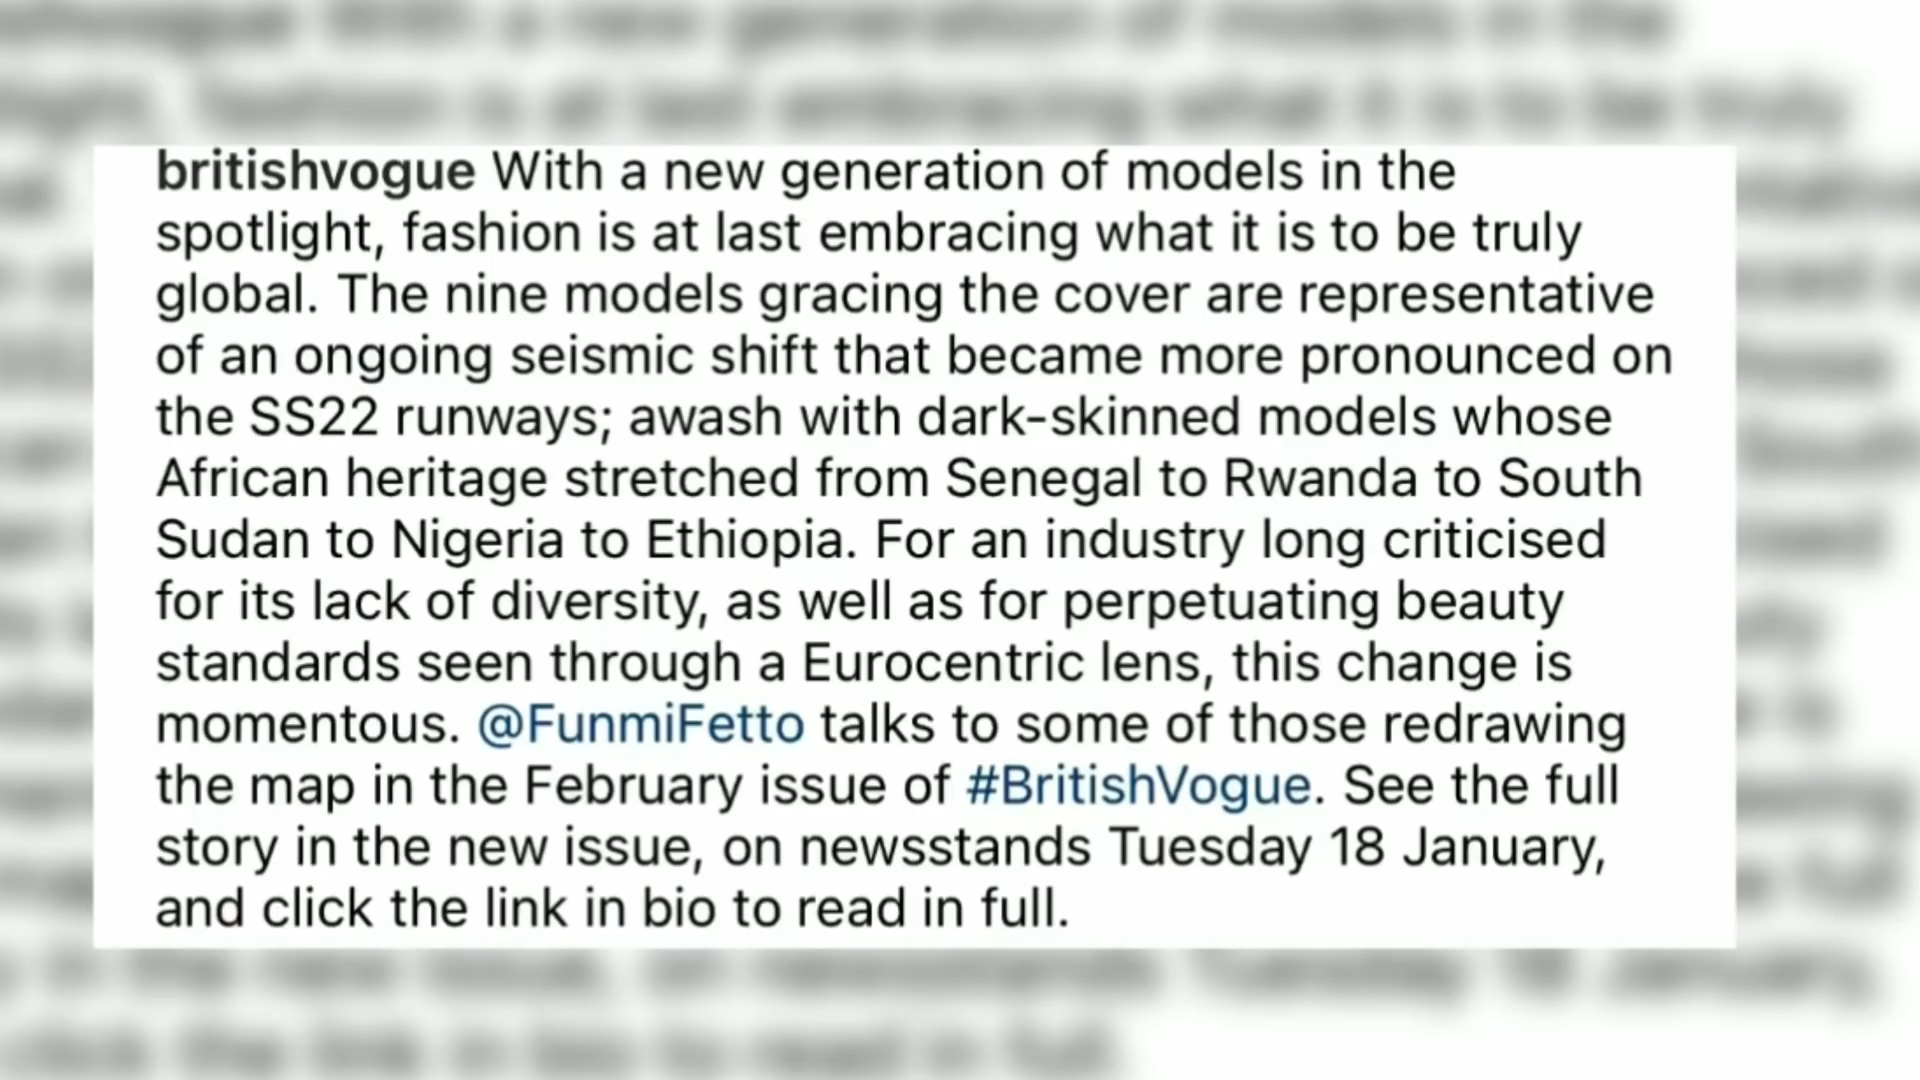 britishvogue With a new generation of models in the
spotlight, fashion is at last embracing what it is to be truly
global. The nine models gracing the cover are representative
of an ongoing seismic shift that became more pronounced on
the SS22 runways; awash with dark-skinned models whose
African heritage stretched from Senegal to Rwanda to South
Sudan to Nigeria to Ethiopia. For an industry long criticised
for its lack of diversity, as well as for perpetuating beauty
standards seen through a Eurocentric lens, this change is
momentous. @FunmiFetto talks to some of those redrawing
the map in the February issue of #BritishVogue. See the full
story in the new issue, on newsstands Tuesday 18 January,
and click the link in bio to read in full.